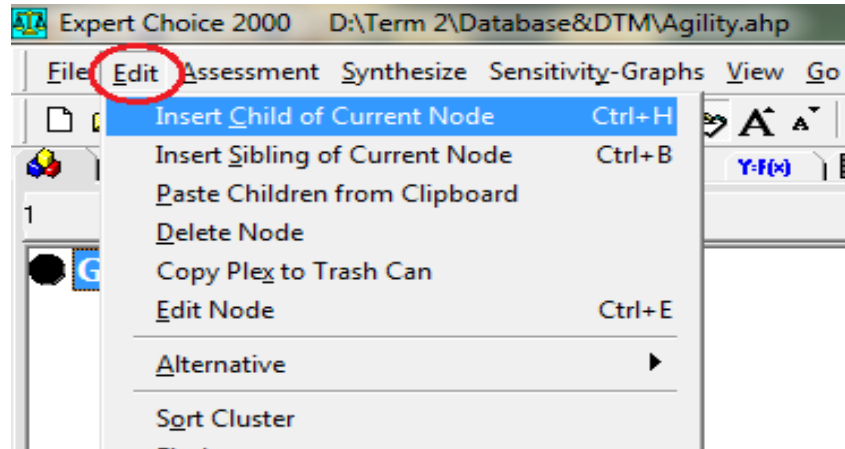 Expert Choice 2000 D:\Term 2\Database&DTM\Agility.ahp
File Edit Assessment Synthesize Sensitivity-Graphs View Go
Insert Child of Current Node Ctrl+H
A A
Insert Sibling of Current Node Ctrl+B
Y=F(x)
Paste Children from Clipboard
1
Delete Node
G
Copy Plex to Trash Can
Edit Node Ctrl+E
Alternative
Sort Cluster